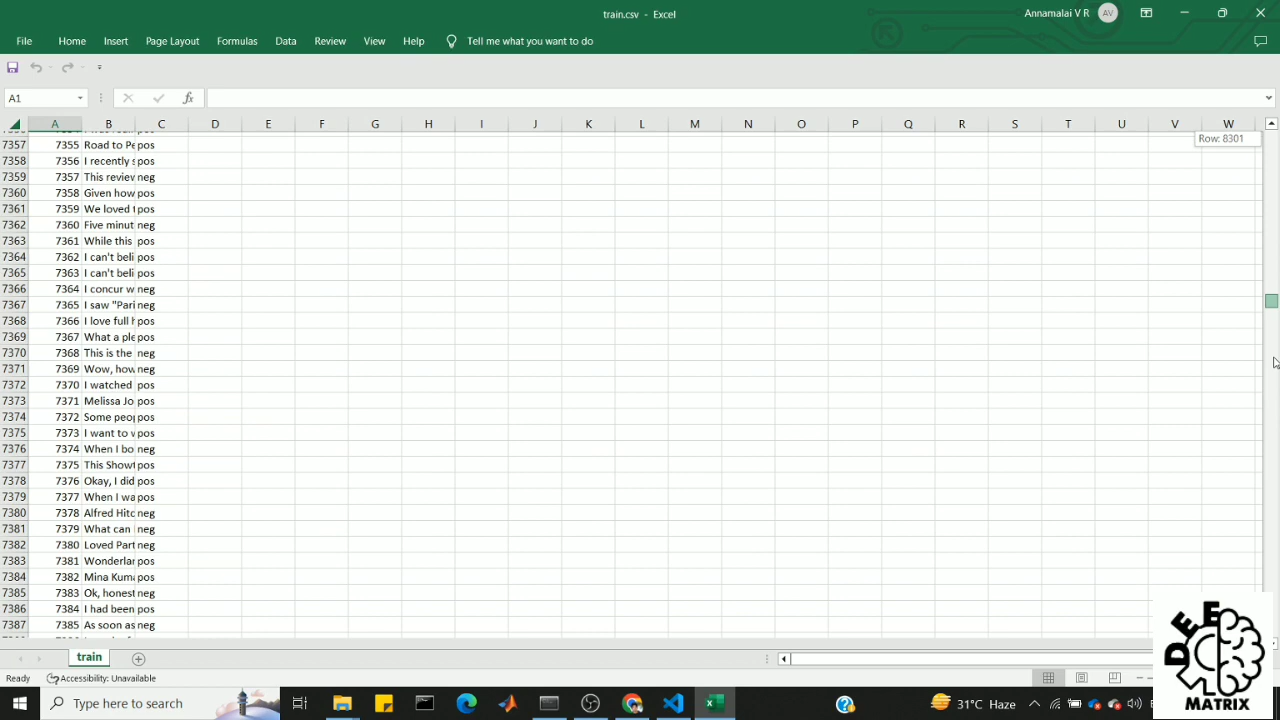 train.csv - Excel
Annamalai V R
AV
File Home Insert Page Layout Formulas Data Review View Help Tell me what you want to do
A1
fx
A B C D E F G H I J K L M N O P Q R S T U V W
Row: 8301
7357 7355 Road to Pe pos
7358 7356 I recently s pos
7359 7357 This review neg
7360 7358 Given how pos
7361 7359 We loved t pos
7362 7360 Five minut neg
7363 7361 While this pos
7364 7362 I can't beli pos
7365 7363 I can't beli pos
7366 7364 I concur w neg
7367 7365 I saw "Pari neg
7368 7366 I love full h pos
7369 7367 What a ple pos
7370 7368 This is the neg
7371 7369 Wow, how neg
7372 7370 I watched pos
7373 7371 Melissa Jo pos
7374 7372 Some peop pos
7375 7373 I want to v pos
7376 7374 When I bo neg
7377 7375 This Showt pos
7378 7376 Okay, I did pos
7379 7377 When I wa pos
7380 7378 Alfred Hitc neg
7381 7379 What can neg
7382 7380 Loved Part neg
7383 7381 Wonderlan pos
7384 7382 Mina Kuma pos
7385 7383 Ok, honest neg
7386 7384 I had been pos
7387 7385 As soon as neg
train
Ready Accessibility: Unavailable
Type here to search
31°C Haze
DEE
MATRIX